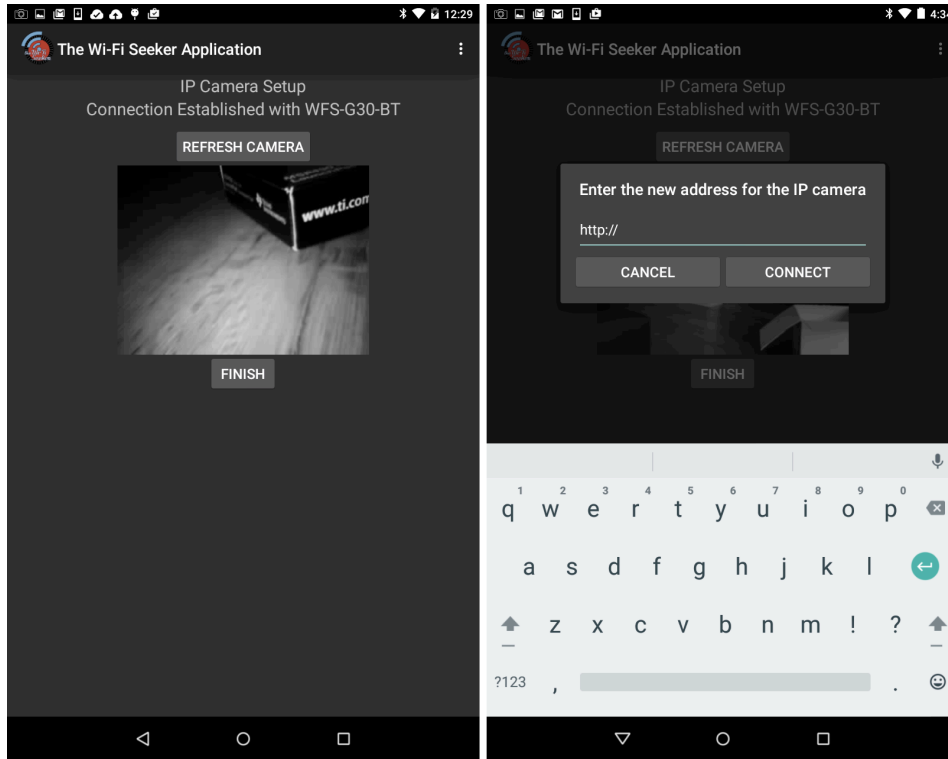 12:29
The Wi-Fi Seeker Application
IP Camera Setup
Connection Established with WFS-G30-BT
REFRESH CAMERA
www.ti.com
FINISH
The Wi-Fi Seeker Application
IP Camera Setup
Connection Established with WFS-G30-BT
REFRESH CAMERA
Enter the new address for the IP camera
http://
CANCEL CONNECT
FINISH
1 2 3 4 5 6 7 8 9 0
q w e r t y u i o p
a s d f g h j k l
z x c v b n m ! ?
?123 , .